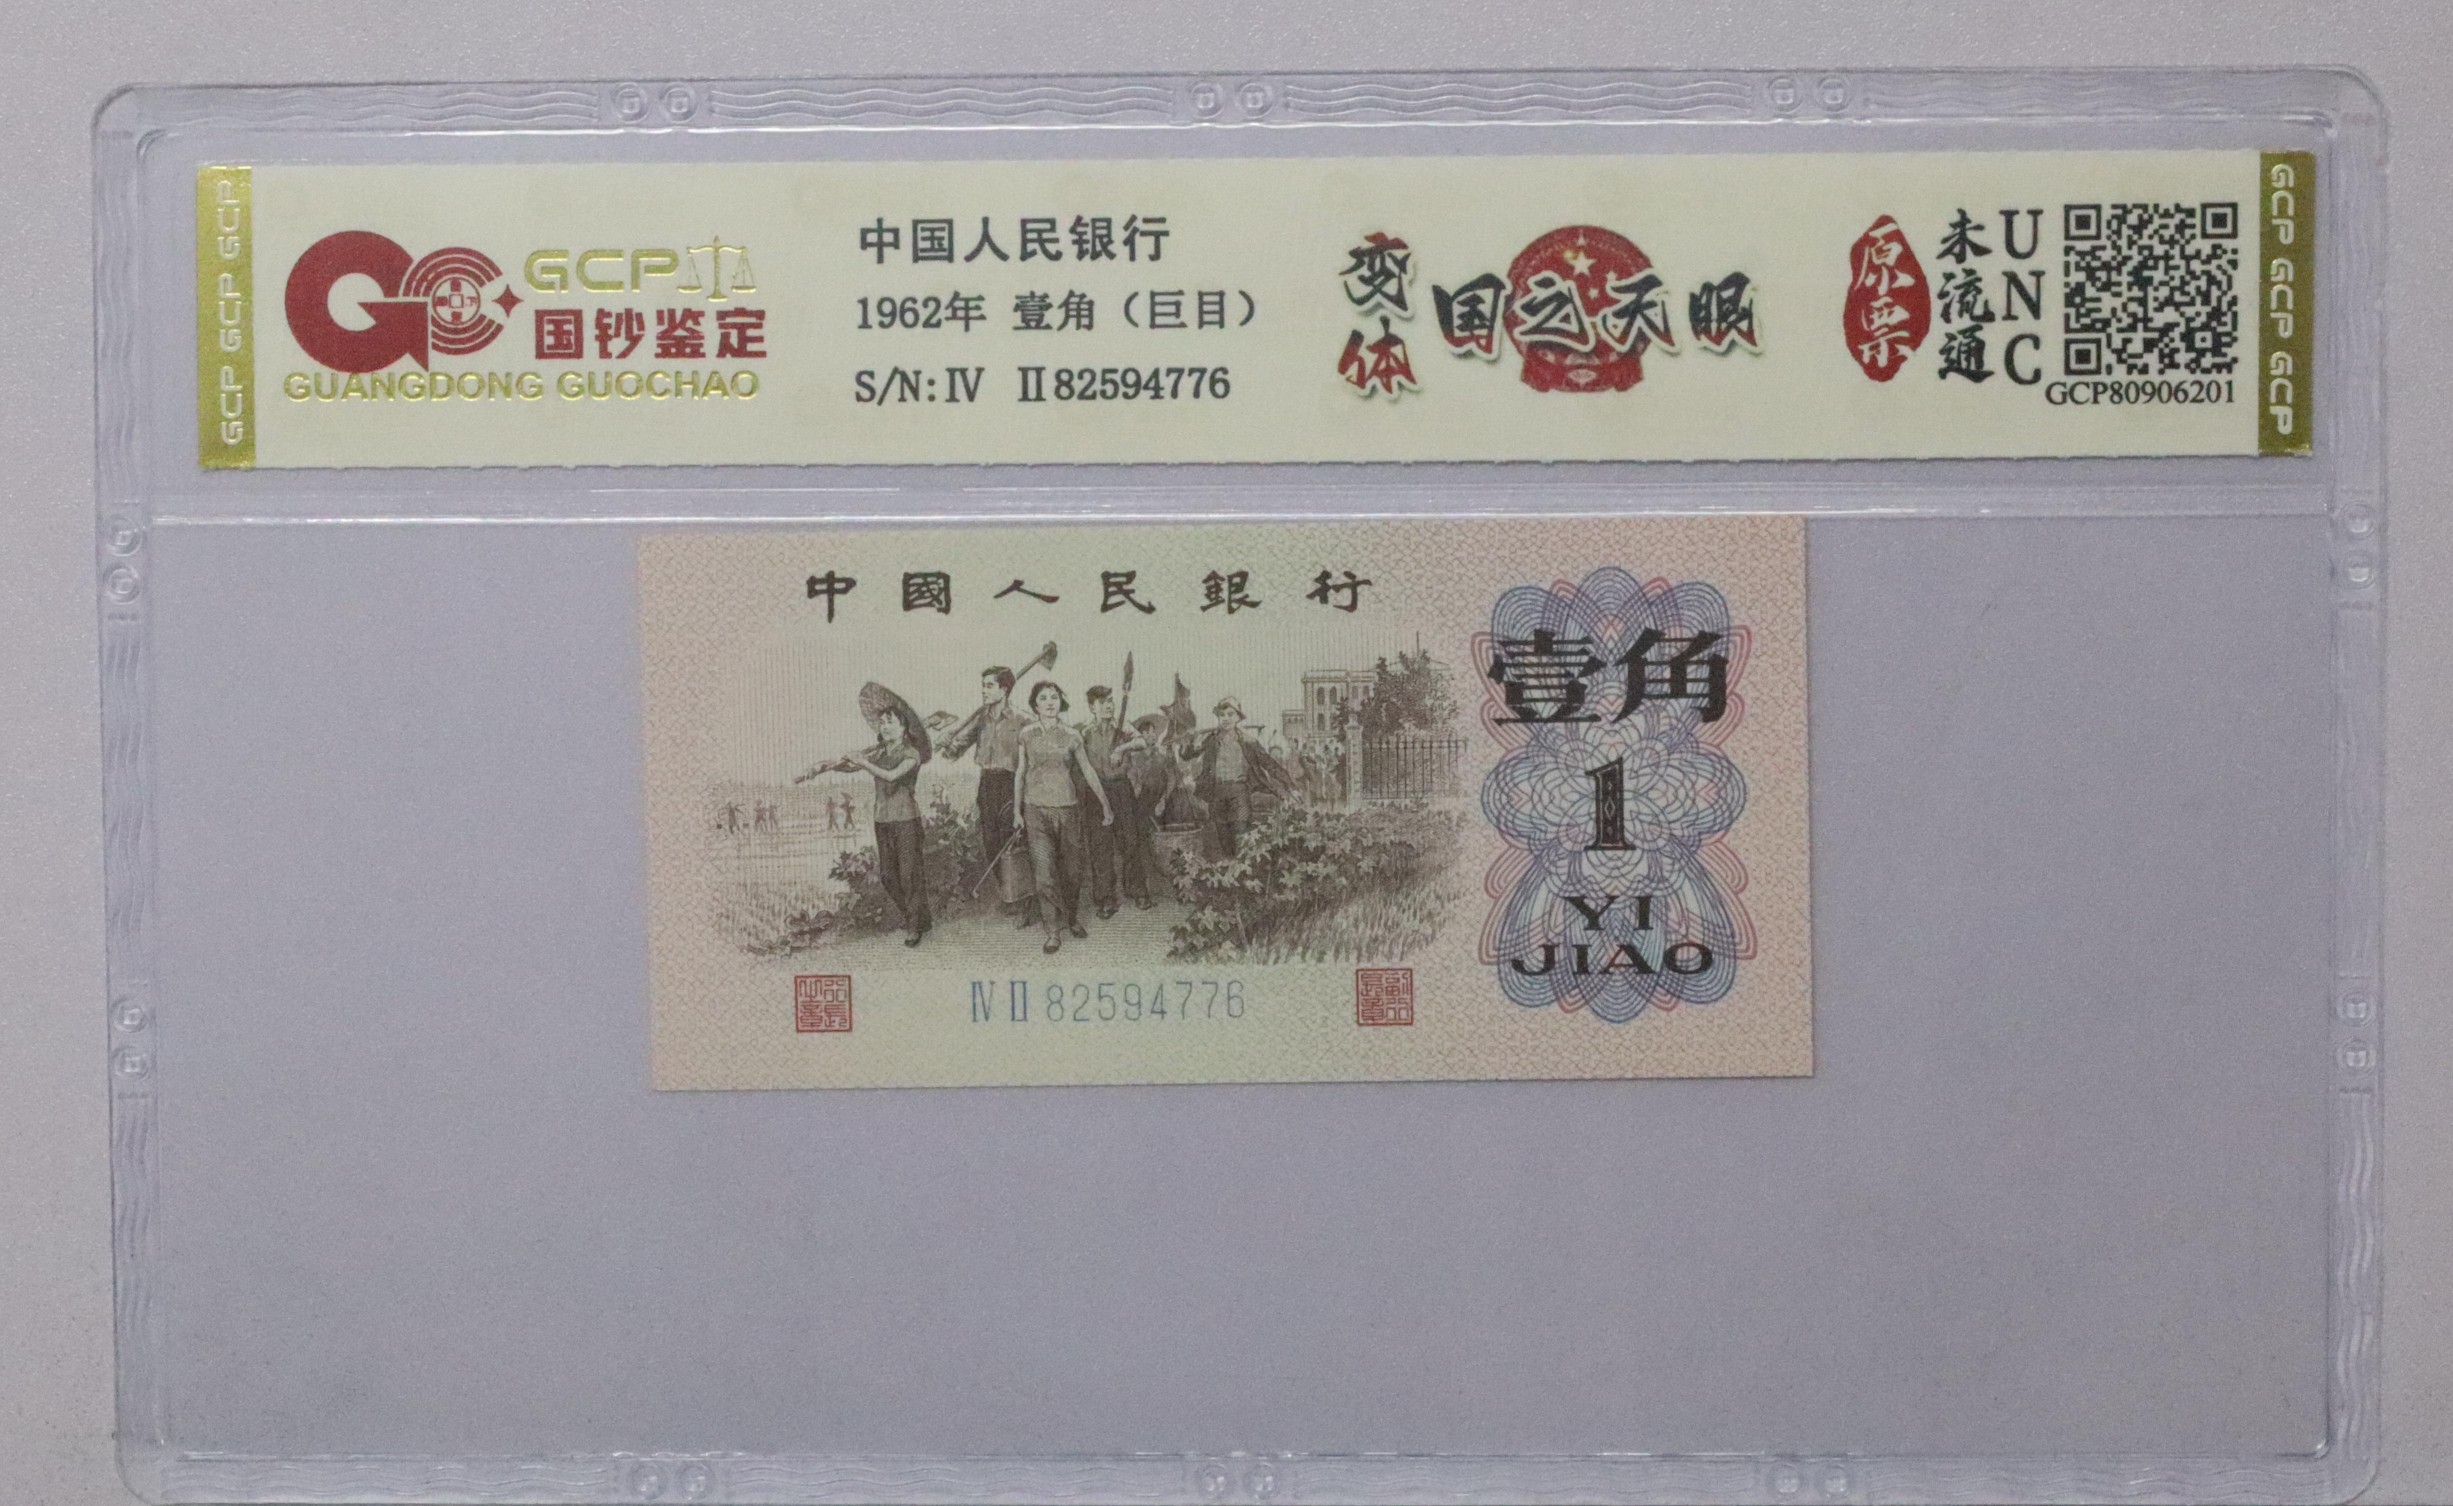 GCP GCP GCP
GCP
国钞鉴定
GUANGDONG GUOCHAO
中国人民银行
1962年 壹角（巨目）
S/N: IV II 82594776
变体
国之天眼
原票
未流通
UNC
GCP80906201
GCP GCP GCP
中國人民銀行
壹角
1
YI
JIAO
IV II 82594776